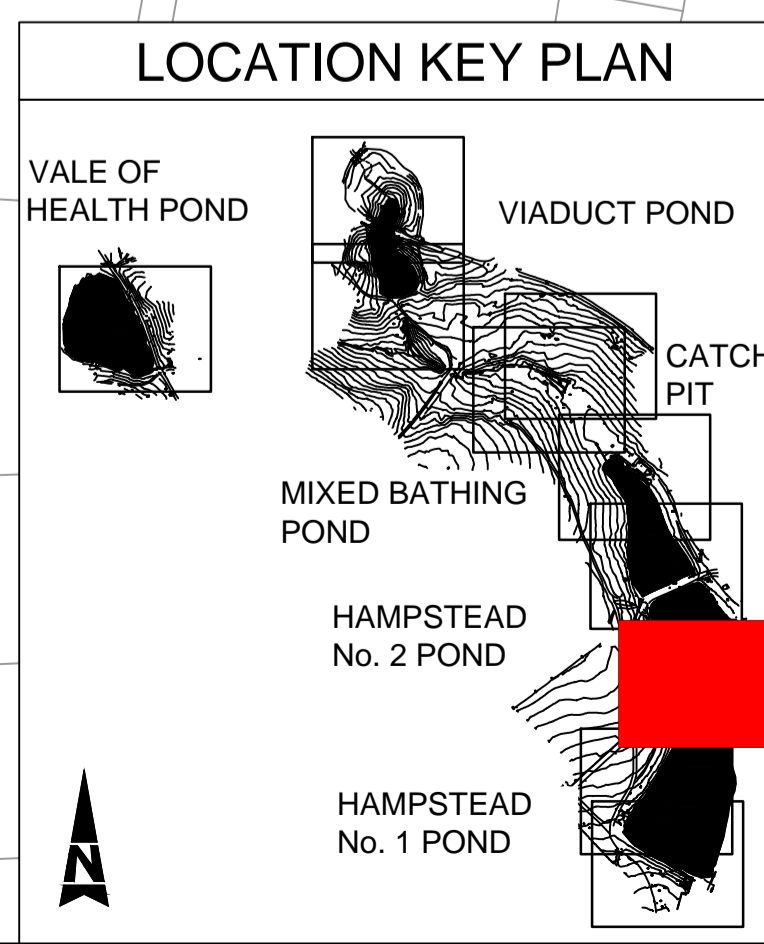 LOCATION KEY PLAN
VALE OF
HEALTH POND
VIADUCT POND
CATCH
PIT
MIXED BATHING
POND
HAMPSTEAD
No. 2 POND
HAMPSTEAD
No. 1 POND
N